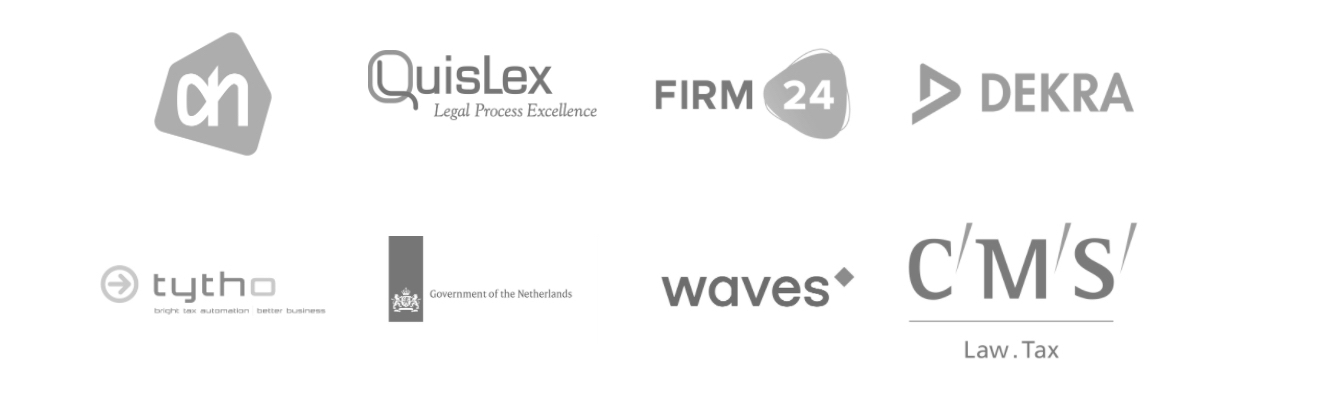 ah
QuisLex
Legal Process Excellence
FIRM 24
DEKRA
tytho
bright tax automation . better business
Government of the Netherlands
waves
C/M/S/
Law.Tax